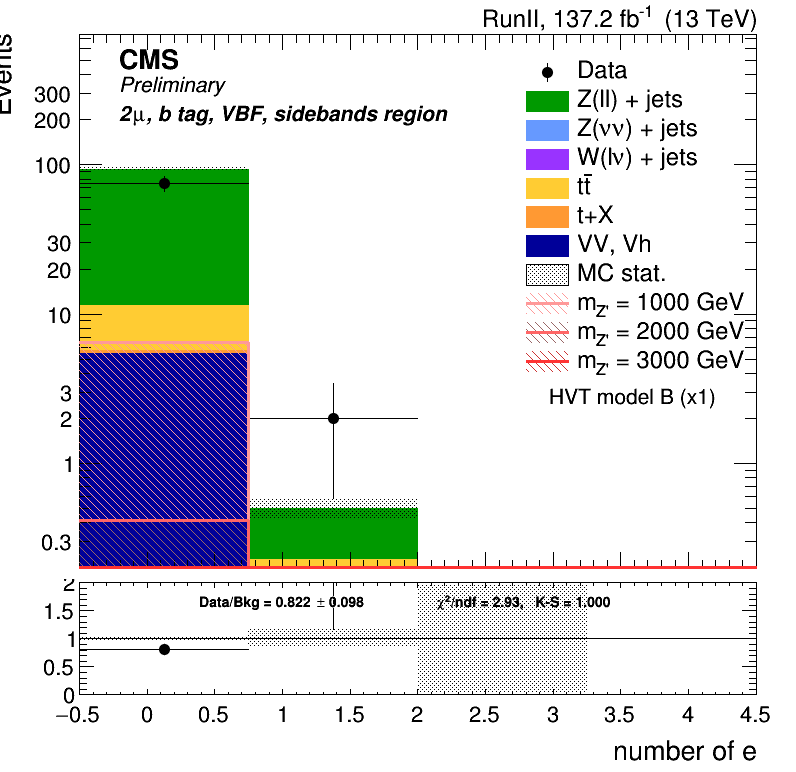 RunII, 137.2 fb⁻¹ (13 TeV)
Events
CMS
Preliminary
2μ, b tag, VBF, sidebands region
Data
Z(ll) + jets
Z(νν) + jets
W(lν) + jets
tt̄
t+X
VV, Vh
MC stat.
m_Z' = 1000 GeV
m_Z' = 2000 GeV
m_Z' = 3000 GeV
HVT model B (x1)
300
200
100
30
20
10
3
2
1
0.3
2
1.5
1
0.5
0
Data/Bkg = 0.822 ± 0.098
χ²/ndf = 2.93, K-S = 1.000
−0.5 0 0.5 1 1.5 2 2.5 3 3.5 4 4.5
number of e